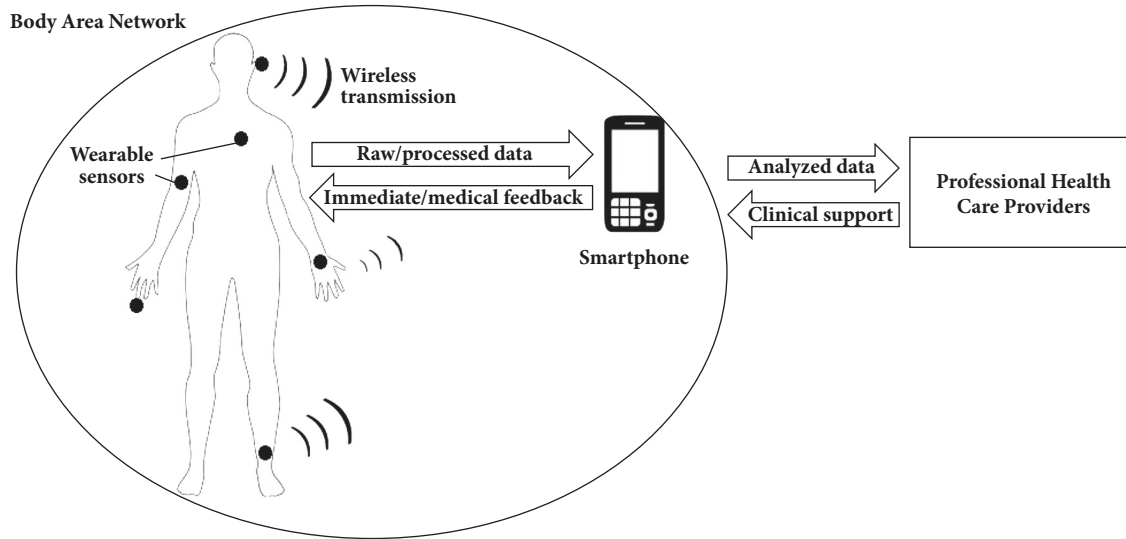 Body Area Network
Wireless
transmission
Wearable
sensors
Raw/processed data
Immediate/medical feedback
Smartphone
Analyzed data
Clinical support
Professional Health
Care Providers